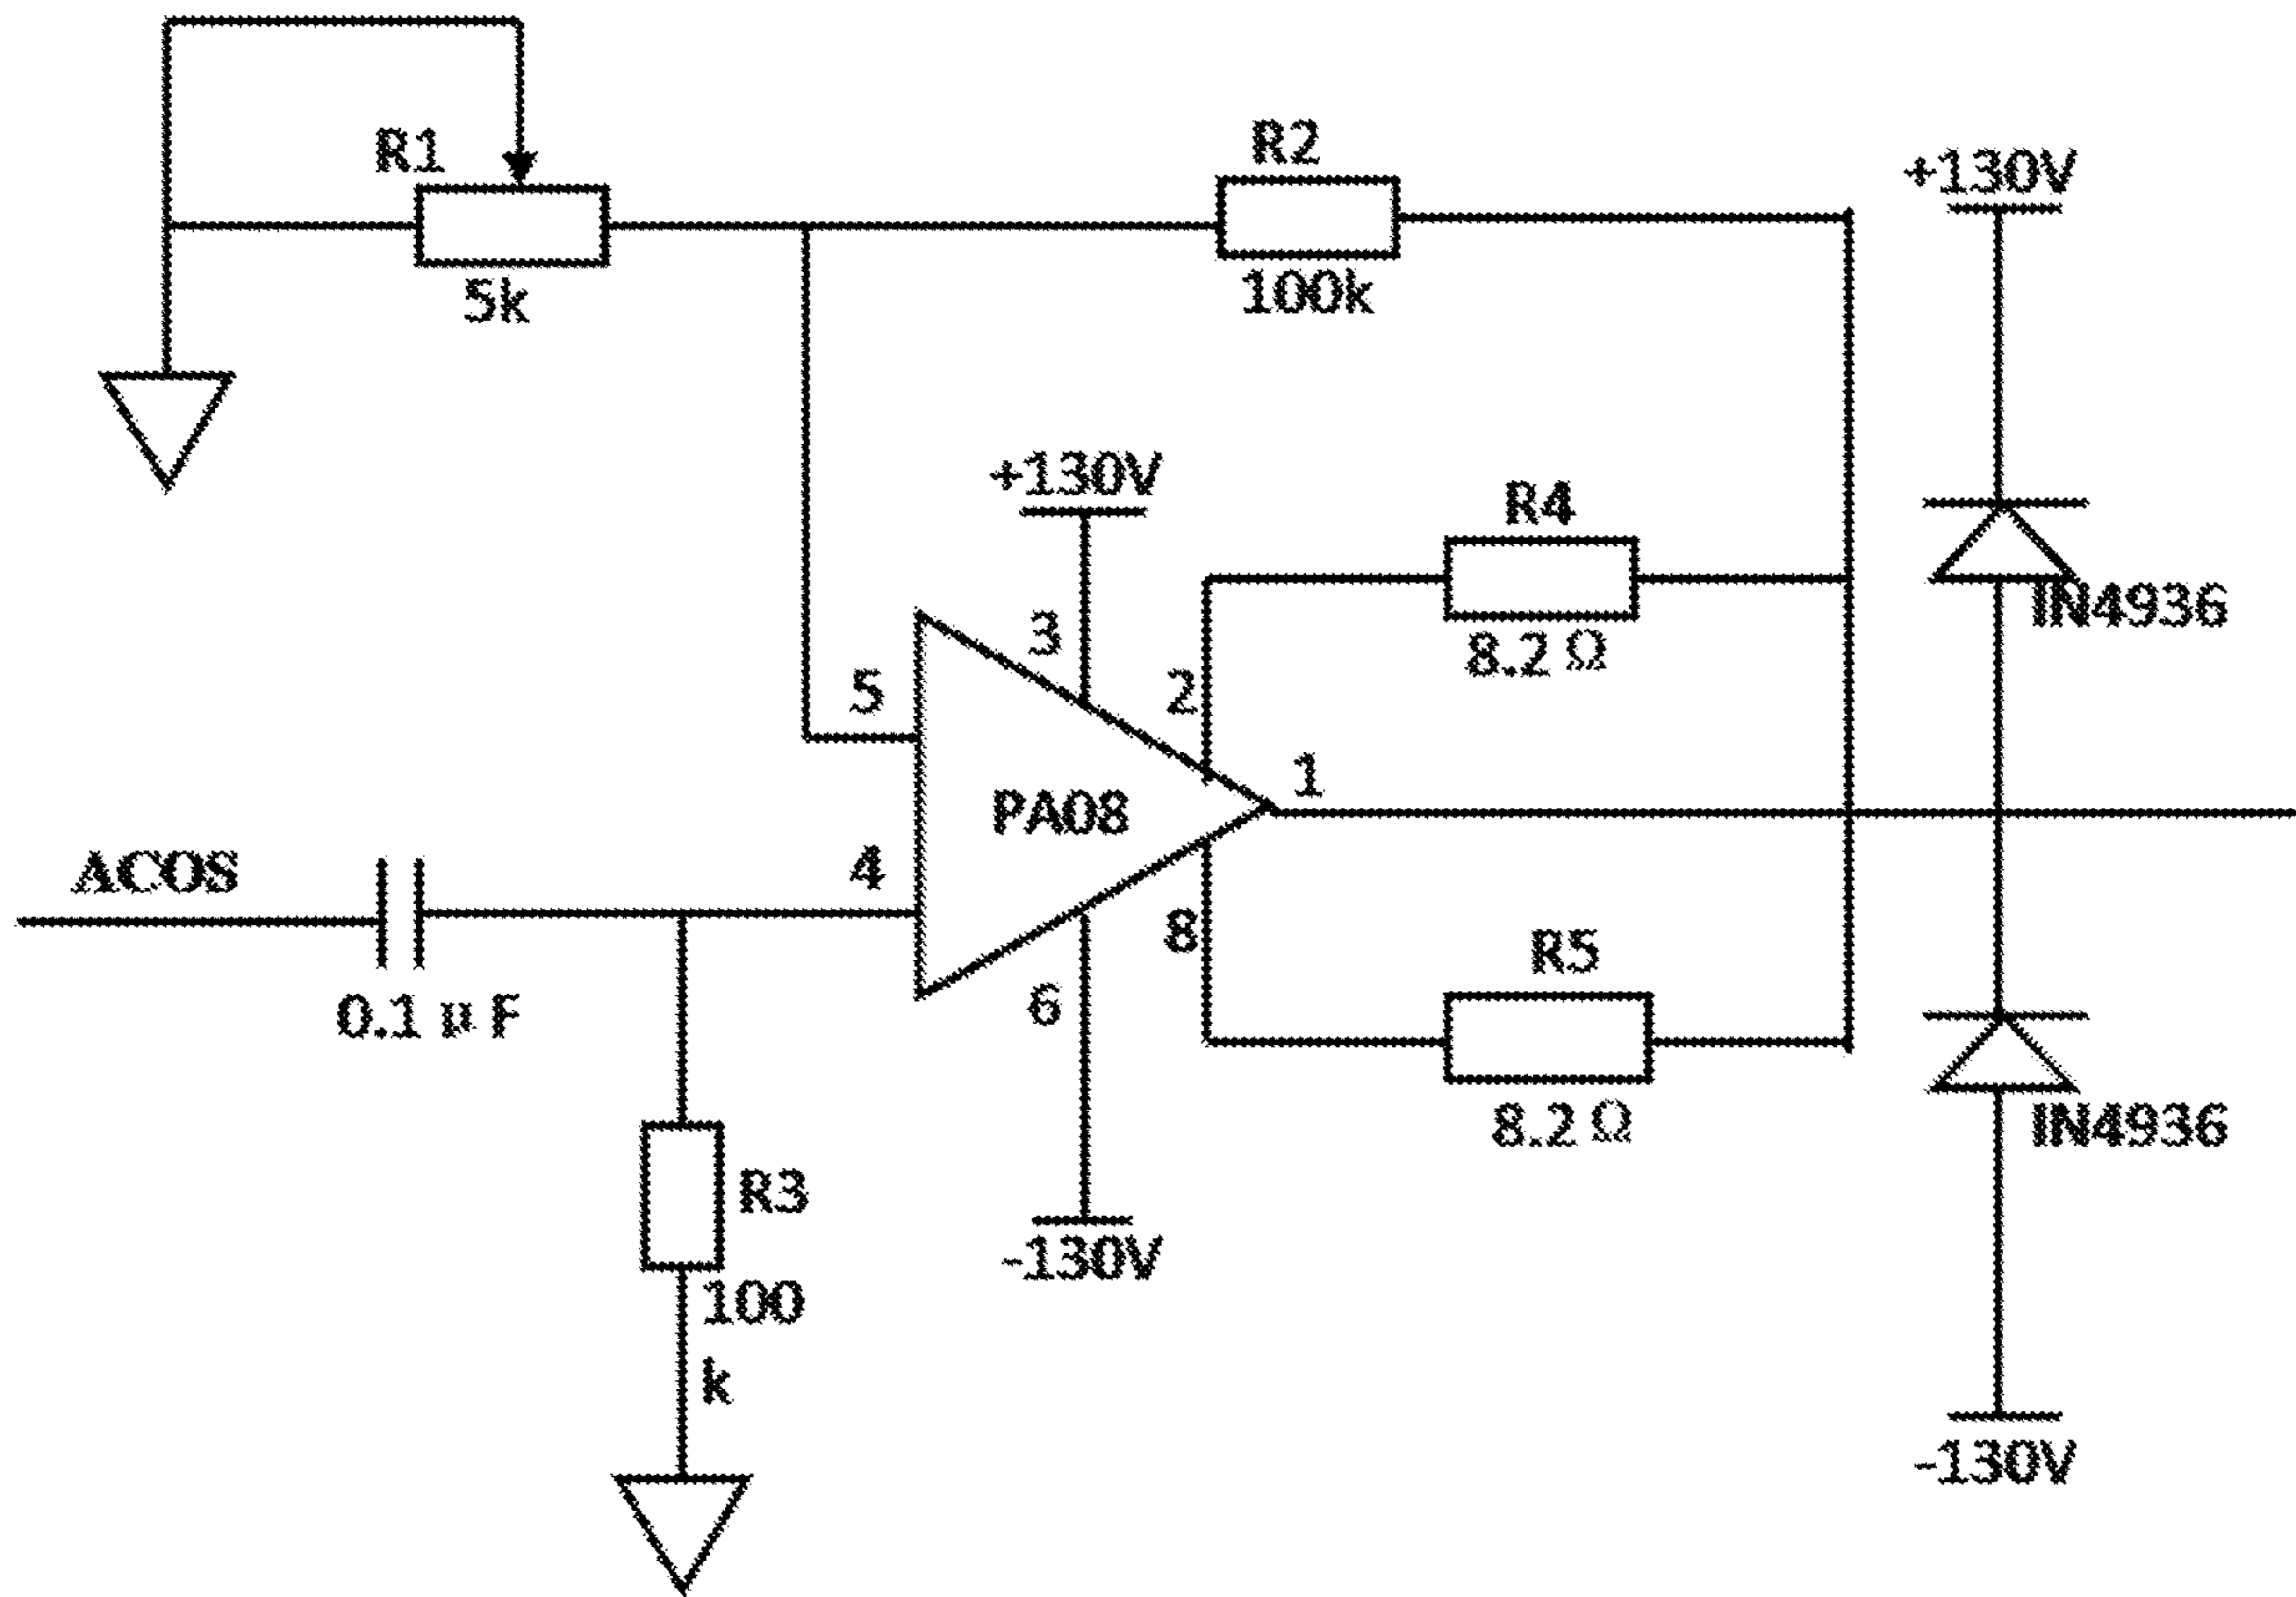 R1
5k
R2
100k
+130V
+130V
R4
8.2 Ω
IN4936
3
5
2
1
PA08
ACOS
4
8
0.1 μ F
6
R5
8.2 Ω
IN4936
R3
100
k
-130V
-130V